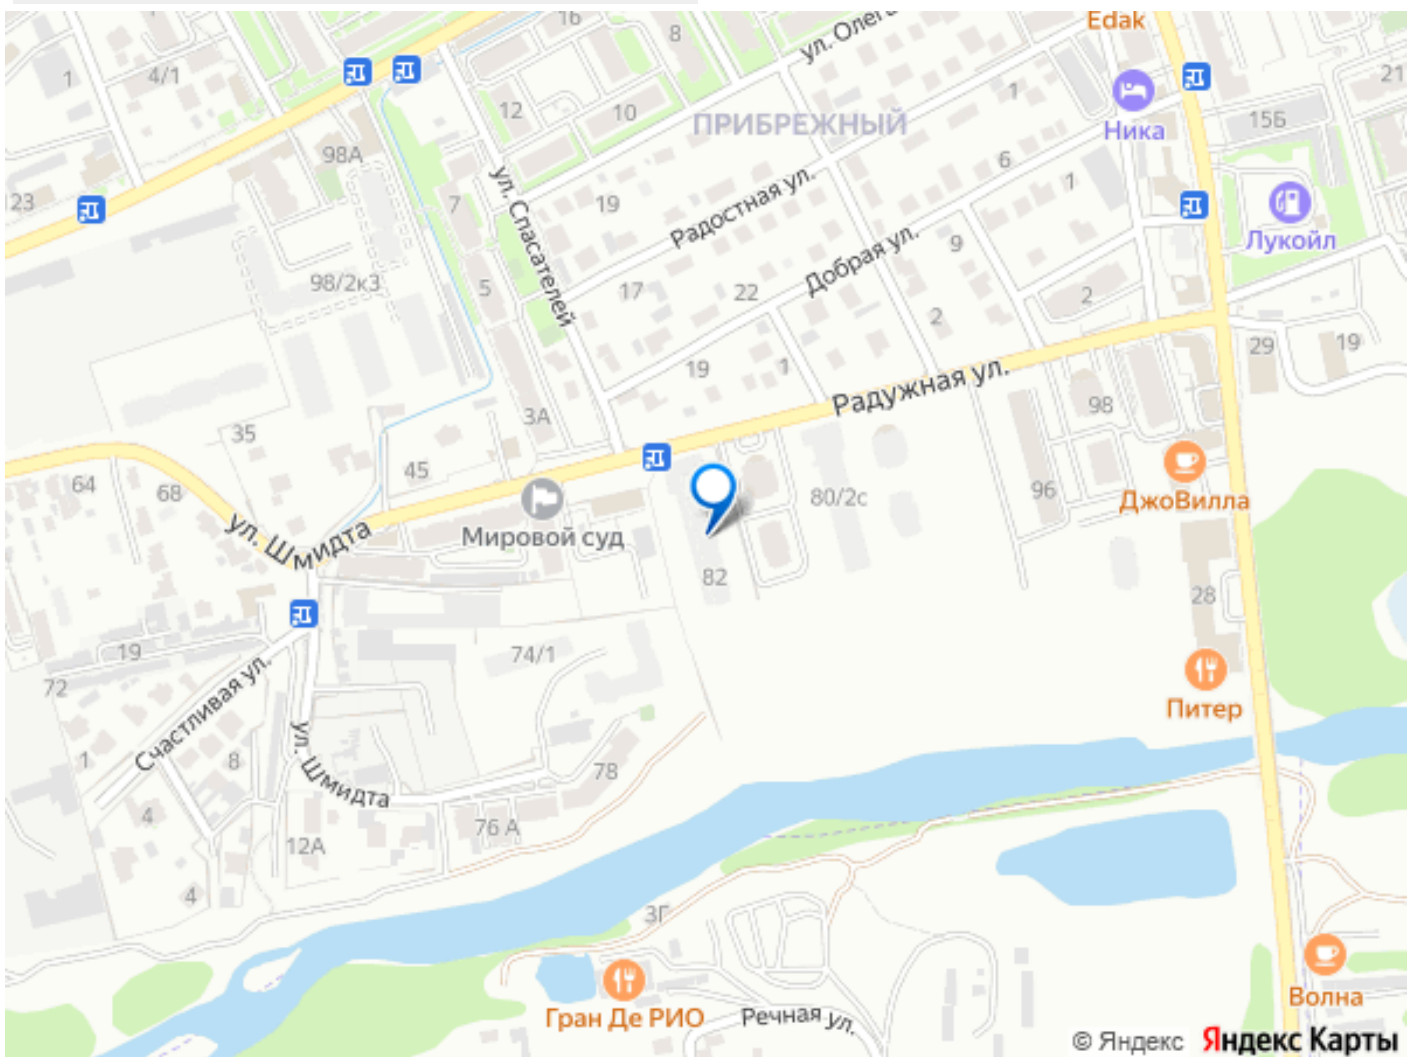 16
8
ул. Олега
Edak
1
4/1
21
12
10
1
ПРИБРЕЖНЫЙ
Ника
15Б
98А
6
1
23
7
ул. Спасателей
19
Радостная ул.
Лукойл
98/2к3
5
17
22
Добрая ул.
9
2
2
29
19
19
1
Радужная ул.
3А
98
35
45
64
68
80/2с
96
ДжоВилла
ул. Шмидта
Мировой суд
82
28
19
74/1
72
Питер
Счастливая ул.
1
8
ул. Шмидта
78
4
76 А
12А
4
3Г
Гран Де РИО
Речная ул.
Волна
© Яндекс Яндекс Карты